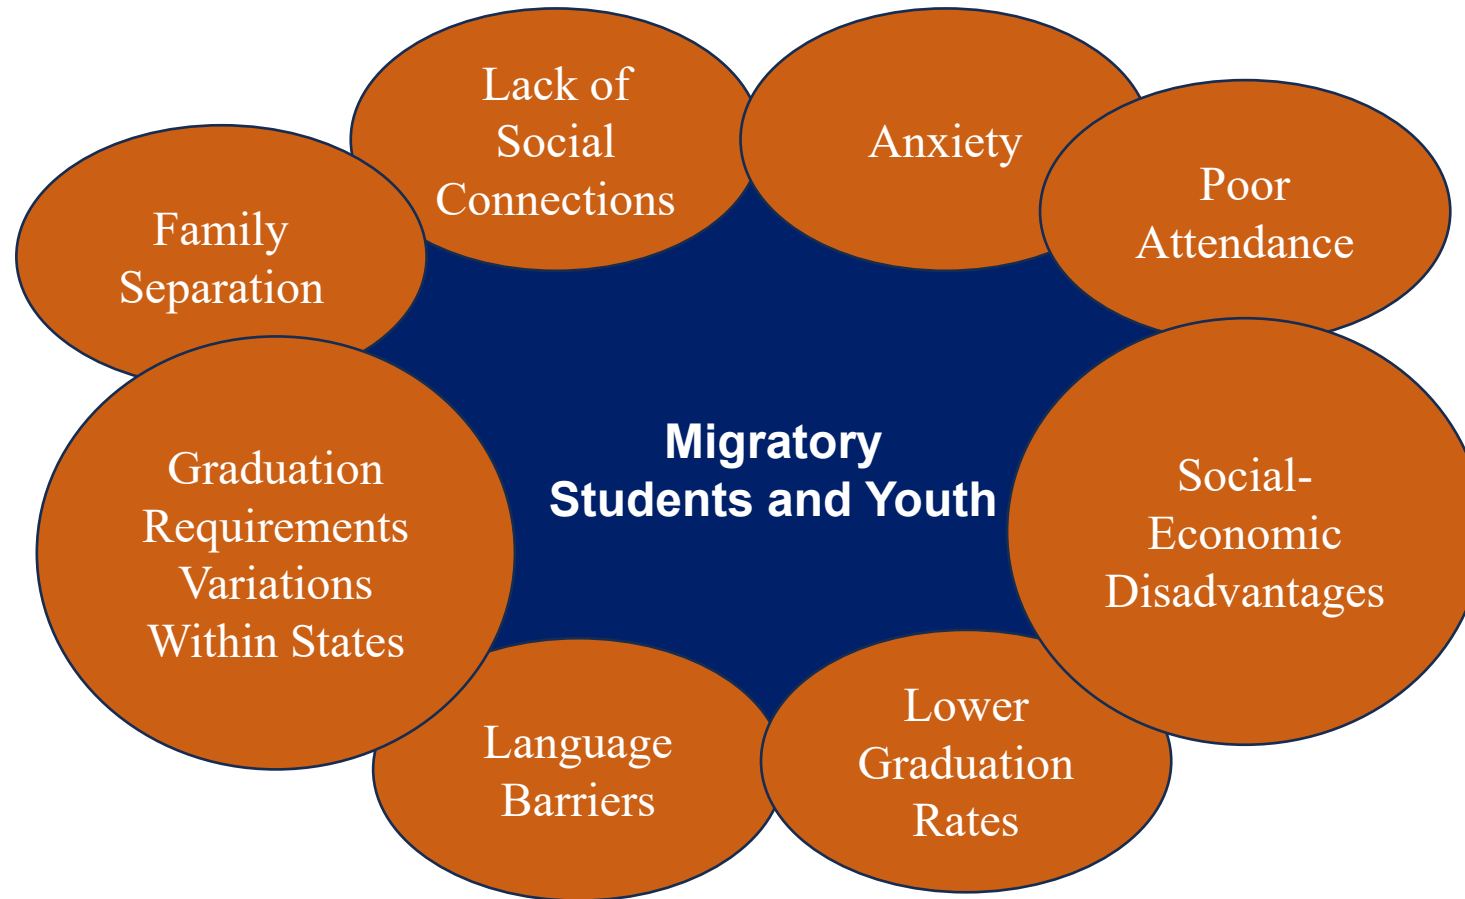 Lack of
Social
Connections
Anxiety
Poor
Attendance
Family
Separation
Migratory
Students and Youth
Graduation
Requirements
Variations
Within States
Social-
Economic
Disadvantages
Language
Barriers
Lower
Graduation
Rates